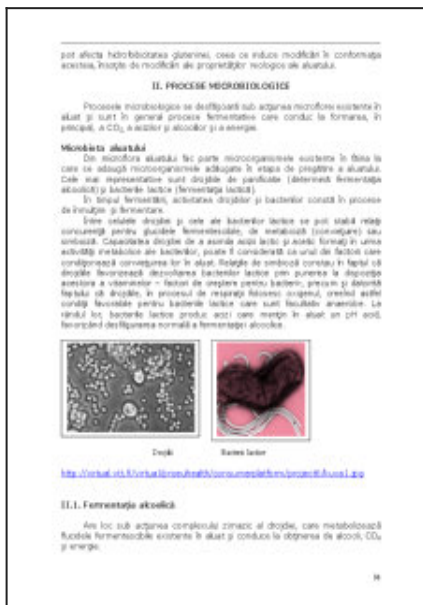 pot afecta hidrofobicitatea gluteninei, ceea ce induce modificări în conformația
acesteia, însoțite de modificări ale proprietăților reologice ale aluatului.
II. PROCESE MICROBIOLOGICE
Procesele microbiologice se desfășoară sub acțiunea microflorei existente în
aluat și sunt în general procese fermentative care conduc la formarea, în
principal, a CO₂, a acizilor și alcoolilor și a energiei.
Microbiota aluatului
Din microflora aluatului fac parte microorganismele existente în făina la
care se adaugă microorganismele adăugate în etapa de pregătire a aluatului.
Cele mai reprezentative sunt drojdiile de panificație (determină fermentația
alcoolică) și bacteriile lactice (fermentația lactică).
În timpul fermentării, activitatea drojdiilor și bacteriilor constă în procese
de înmulțire și fermentare.
Între celulele drojdiei și cele ale bacteriilor lactice se pot stabili relații
concurență pentru glucidele fermentescibile, de metabioză (conviețuire) sau
simbioză. Capacitatea drojdiei de a asimila acizii lactic și acetic formați în urma
activității metabolice ale bacteriilor, poate fi considerată ca unul din factorii care
condiționează conviețuirea lor în aluat. Relațiile de simbioză constau în faptul că
drojdiile favorizează dezvoltarea bacteriilor lactice prin punerea la dispoziția
acestora a vitaminelor – factori de creștere pentru bacterii, precum și datorită
faptului că drojdiile, în procesul de respirație folosesc oxigenul, creând astfel
condiții favorabile pentru bacteriile lactice care sunt facultativ anaerobe. La
rândul lor, bacteriile lactice produc acizi care mențin în aluat un pH acid,
favorizând desfășurarea normală a fermentației alcoolice.
Drojdii Bacterii lactice
II.1. Fermentația alcoolică
Are loc sub acțiunea complexului zimazic al drojdiei, care metabolizează
glucidele fermentescibile existente în aluat și conduce la obținerea de alcooli, CO₂
și energie.